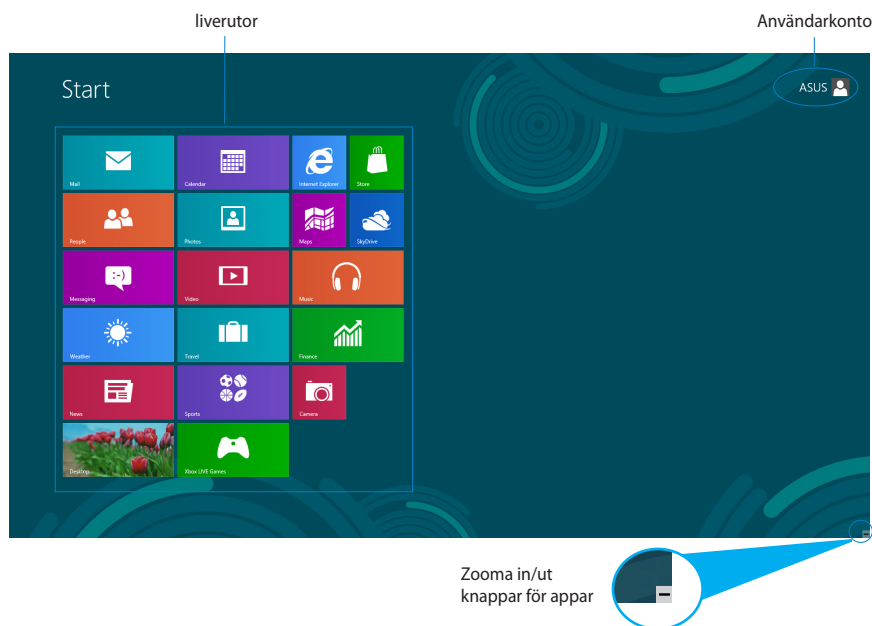 liverutor
Användarkonto
Start
ASUS
Mail
Calendar
Internet Explorer
Store
People
Photos
Maps
SkyDrive
Messaging
Video
Music
Weather
Travel
Finance
News
Sports
Camera
Desktop
Xbox LIVE Games
Zooma in/ut
knappar för appar